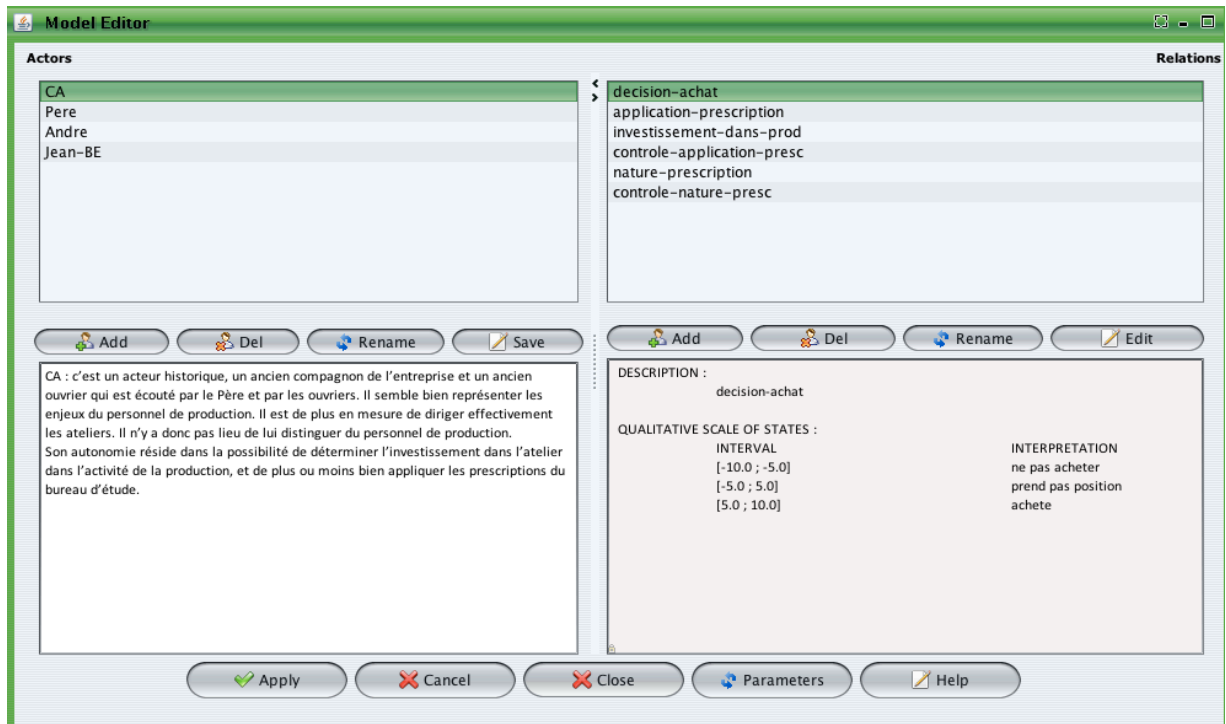 Model Editor
Actors
Relations
CA
Pere
Andre
Jean-BE
decision-achat
application-prescription
investissement-dans-prod
controle-application-presc
nature-prescription
controle-nature-presc
Add Del Rename Save
Add Del Rename Edit
CA : c'est un acteur historique, un ancien compagnon de l'entreprise et un ancien
ouvrier qui est écouté par le Père et par les ouvriers. Il semble bien représenter les
enjeux du personnel de production. Il est de plus en mesure de diriger effectivement
les ateliers. Il n'y a donc pas lieu de lui distinguer du personnel de production.
Son autonomie réside dans la possibilité de déterminer l'investissement dans l'atelier
dans l'activité de la production, et de plus ou moins bien appliquer les prescriptions du
bureau d'étude.
DESCRIPTION :
decision-achat
QUALITATIVE SCALE OF STATES :
INTERVAL INTERPRETATION
[-10.0 ; -5.0] ne pas acheter
[-5.0 ; 5.0] prend pas position
[5.0 ; 10.0] achete
Apply Cancel Close Parameters Help